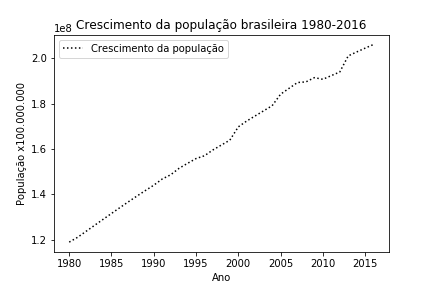 Crescimento da população brasileira 1980-2016
1e8
Crescimento da população
2.0
1.8
1.6
1.4
1.2
População x100.000.000
1980 1985 1990 1995 2000 2005 2010 2015
Ano